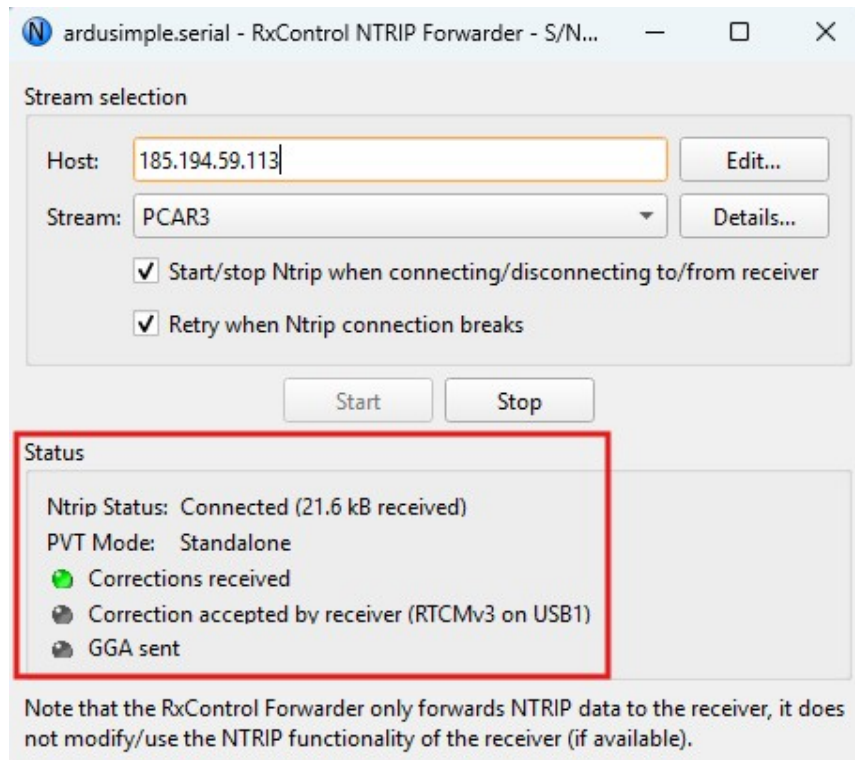 N ardusimple.serial - RxControl NTRIP Forwarder - S/N...
Stream selection
Host: 185.194.59.113 Edit...
Stream: PCAR3 Details...
Start/stop Ntrip when connecting/disconnecting to/from receiver
Retry when Ntrip connection breaks
Start Stop
Status
Ntrip Status: Connected (21.6 kB received)
PVT Mode: Standalone
Corrections received
Correction accepted by receiver (RTCMv3 on USB1)
GGA sent
Note that the RxControl Forwarder only forwards NTRIP data to the receiver, it does
not modify/use the NTRIP functionality of the receiver (if available).